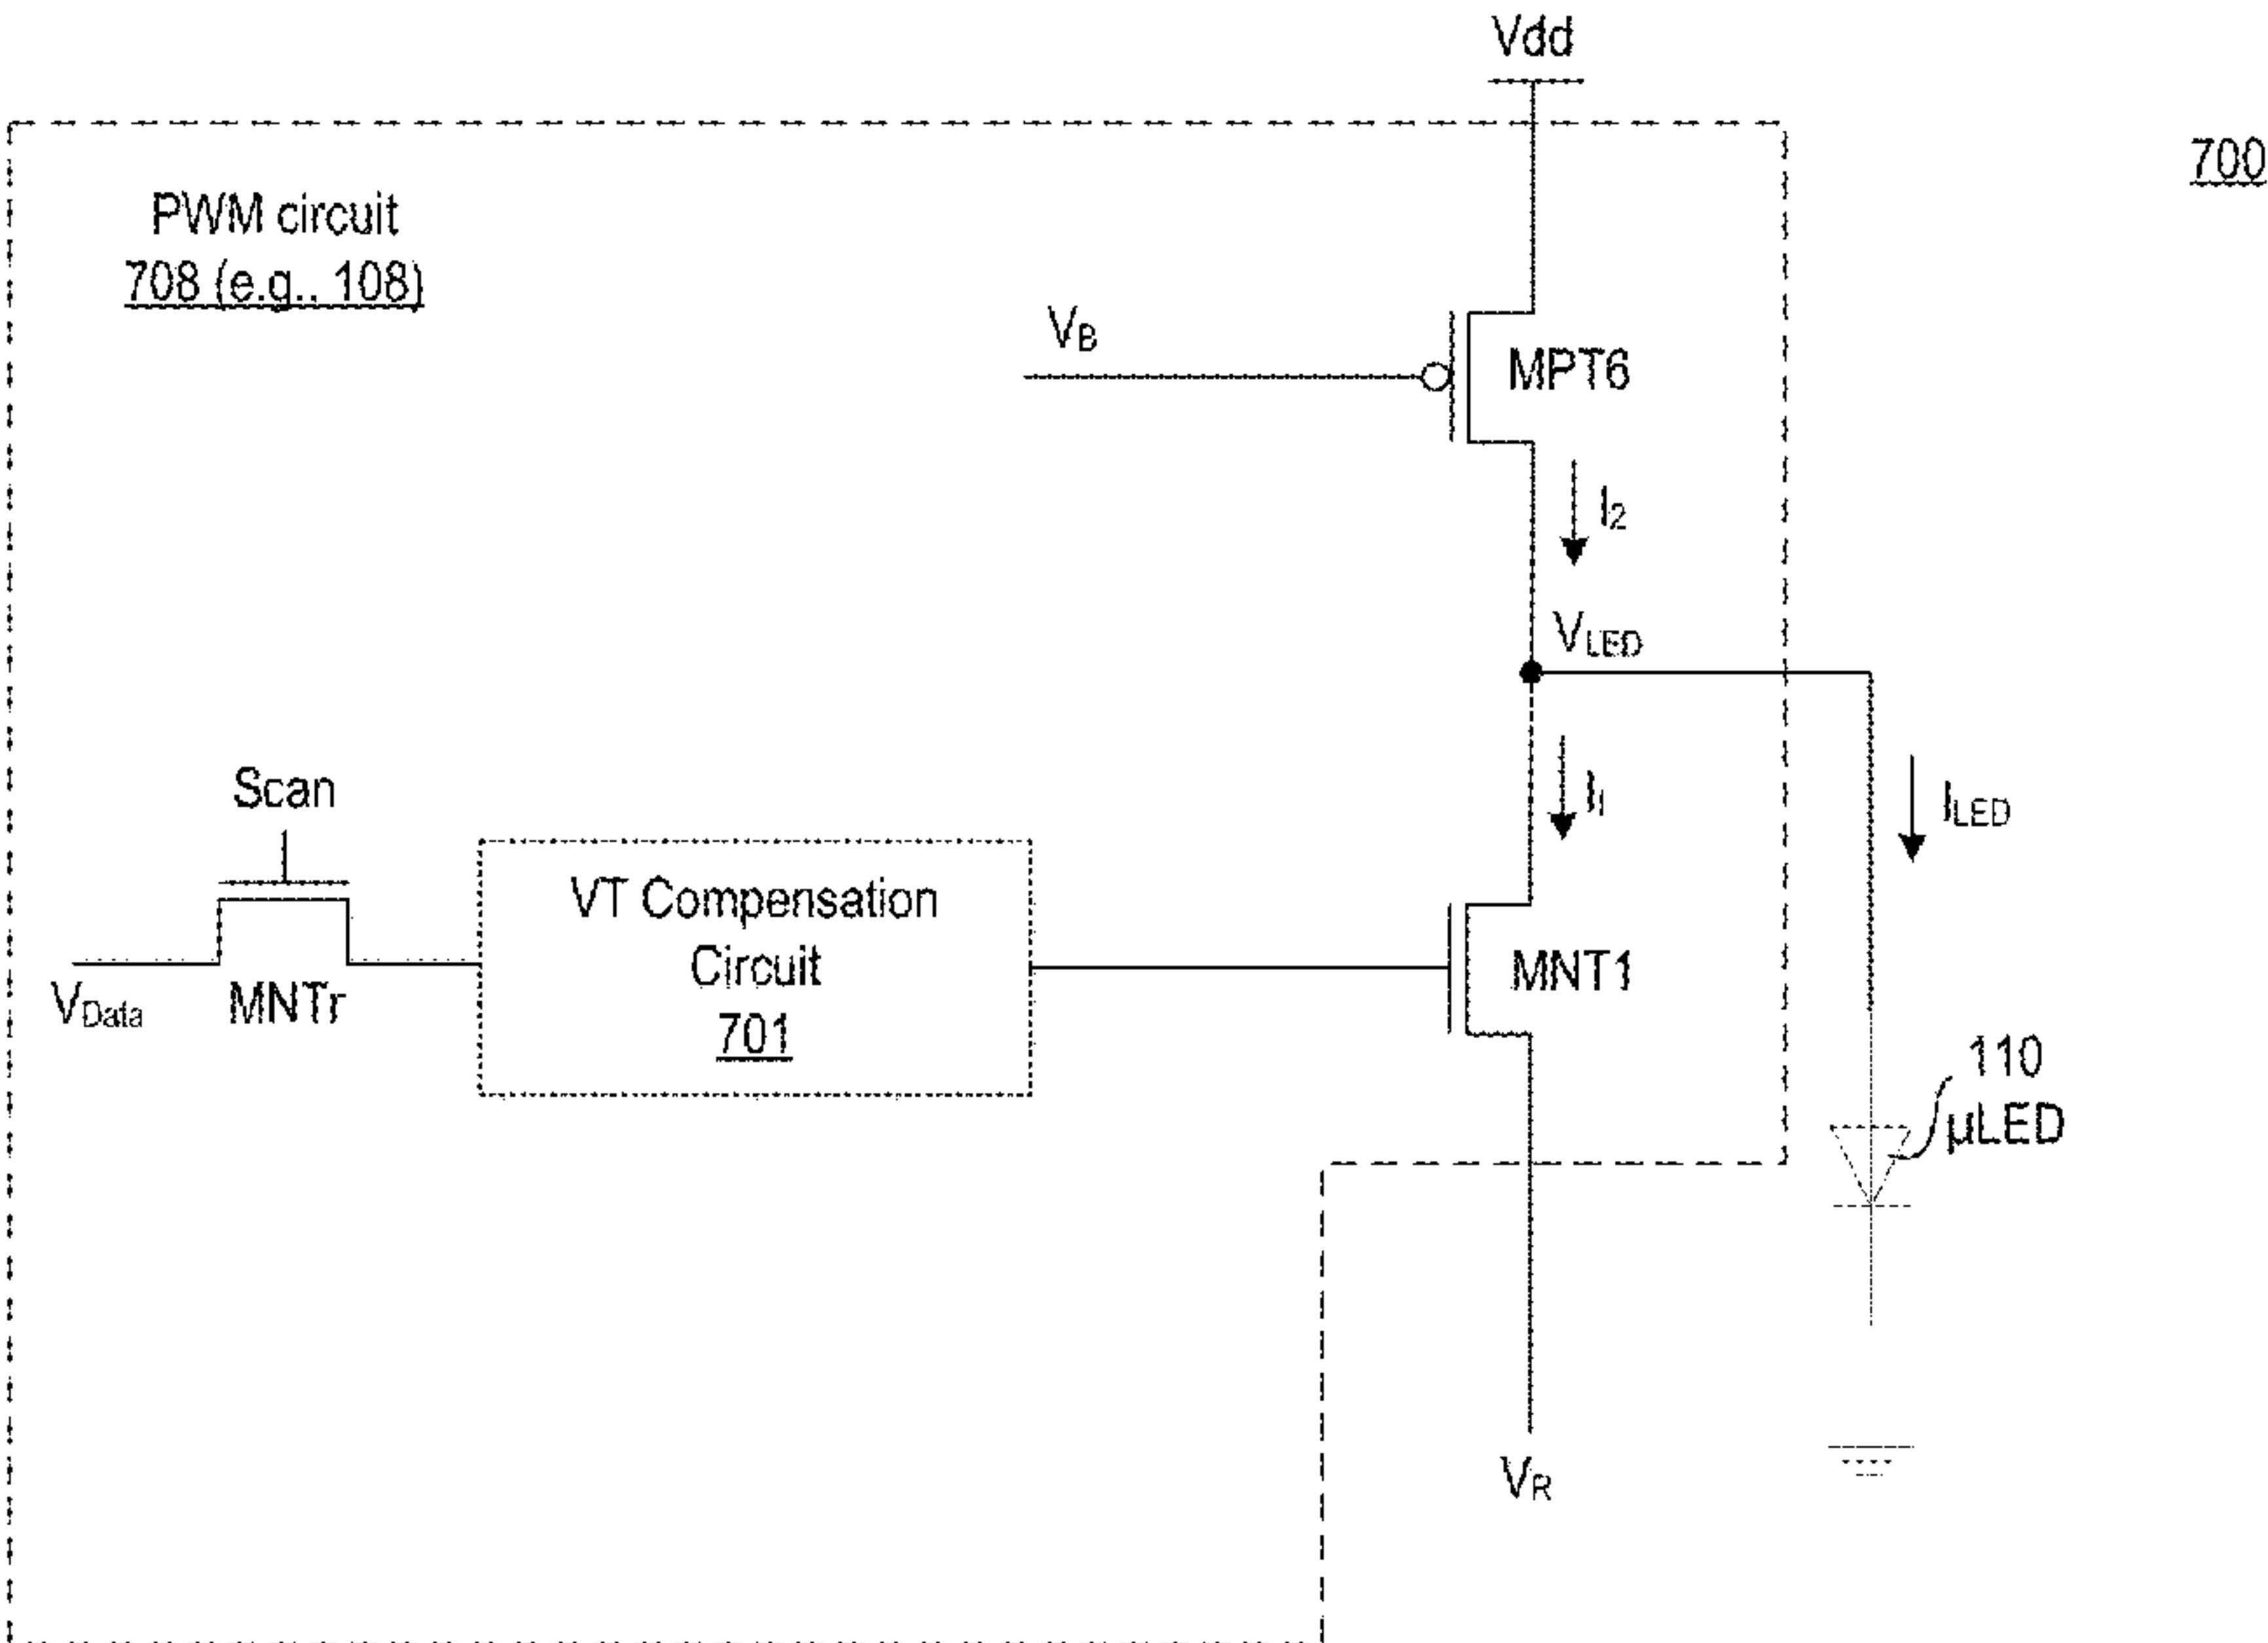 Vdd
700
PWM circuit
708 (e.g., 108)
VB
MPT6
I2
VLED
Scan
I1
ILED
VT Compensation
Circuit
701
MNT1
VData
MNTr
110
µLED
VR